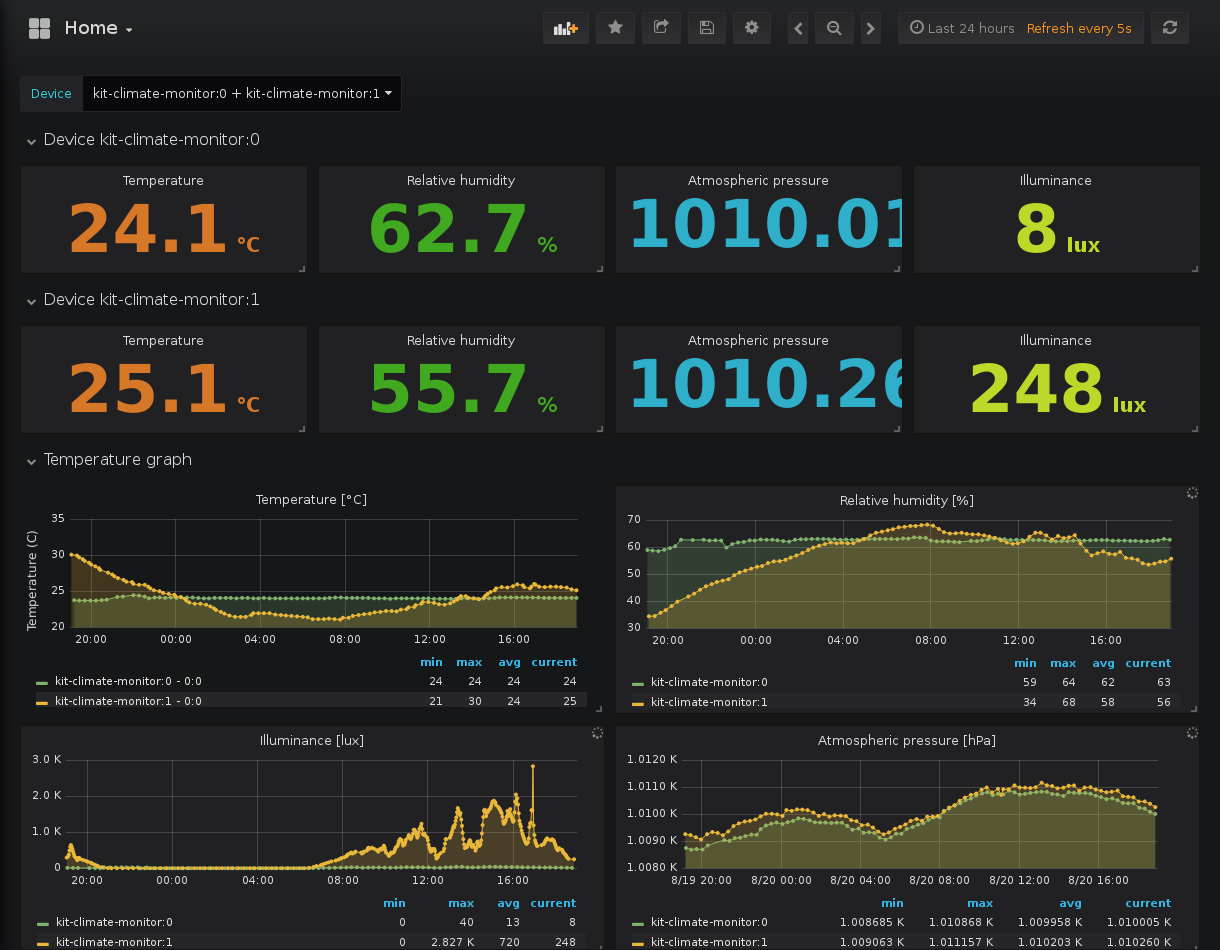 Home
Last 24 hours Refresh every 5s
Device kit-climate-monitor:0 + kit-climate-monitor:1
Device kit-climate-monitor:0
Temperature Relative humidity Atmospheric pressure Illuminance
24.1 °C 62.7 % 1010.01 8 lux
Device kit-climate-monitor:1
Temperature Relative humidity Atmospheric pressure Illuminance
25.1 °C 55.7 % 1010.26 248 lux
Temperature graph
Temperature [°C]
Temperature (C)
35
30
25
20
20:00 00:00 04:00 08:00 12:00 16:00
min max avg current
kit-climate-monitor:0 - 0:0 24 24 24 24
kit-climate-monitor:1 - 0:0 21 30 24 25
Relative humidity [%]
70
60
50
40
30
20:00 00:00 04:00 08:00 12:00 16:00
min max avg current
kit-climate-monitor:0 59 64 62 63
kit-climate-monitor:1 34 68 58 56
Illuminance [lux]
3.0 K
2.0 K
1.0 K
0
20:00 00:00 04:00 08:00 12:00 16:00
min max avg current
kit-climate-monitor:0 0 40 13 8
kit-climate-monitor:1 0 2.827 K 720 248
Atmospheric pressure [hPa]
1.0120 K
1.0110 K
1.0100 K
1.0090 K
1.0080 K
8/19 20:00 8/20 00:00 8/20 04:00 8/20 08:00 8/20 12:00 8/20 16:00
min max avg current
kit-climate-monitor:0 1.008685 K 1.010868 K 1.009958 K 1.010005 K
kit-climate-monitor:1 1.009063 K 1.011157 K 1.010203 K 1.010260 K